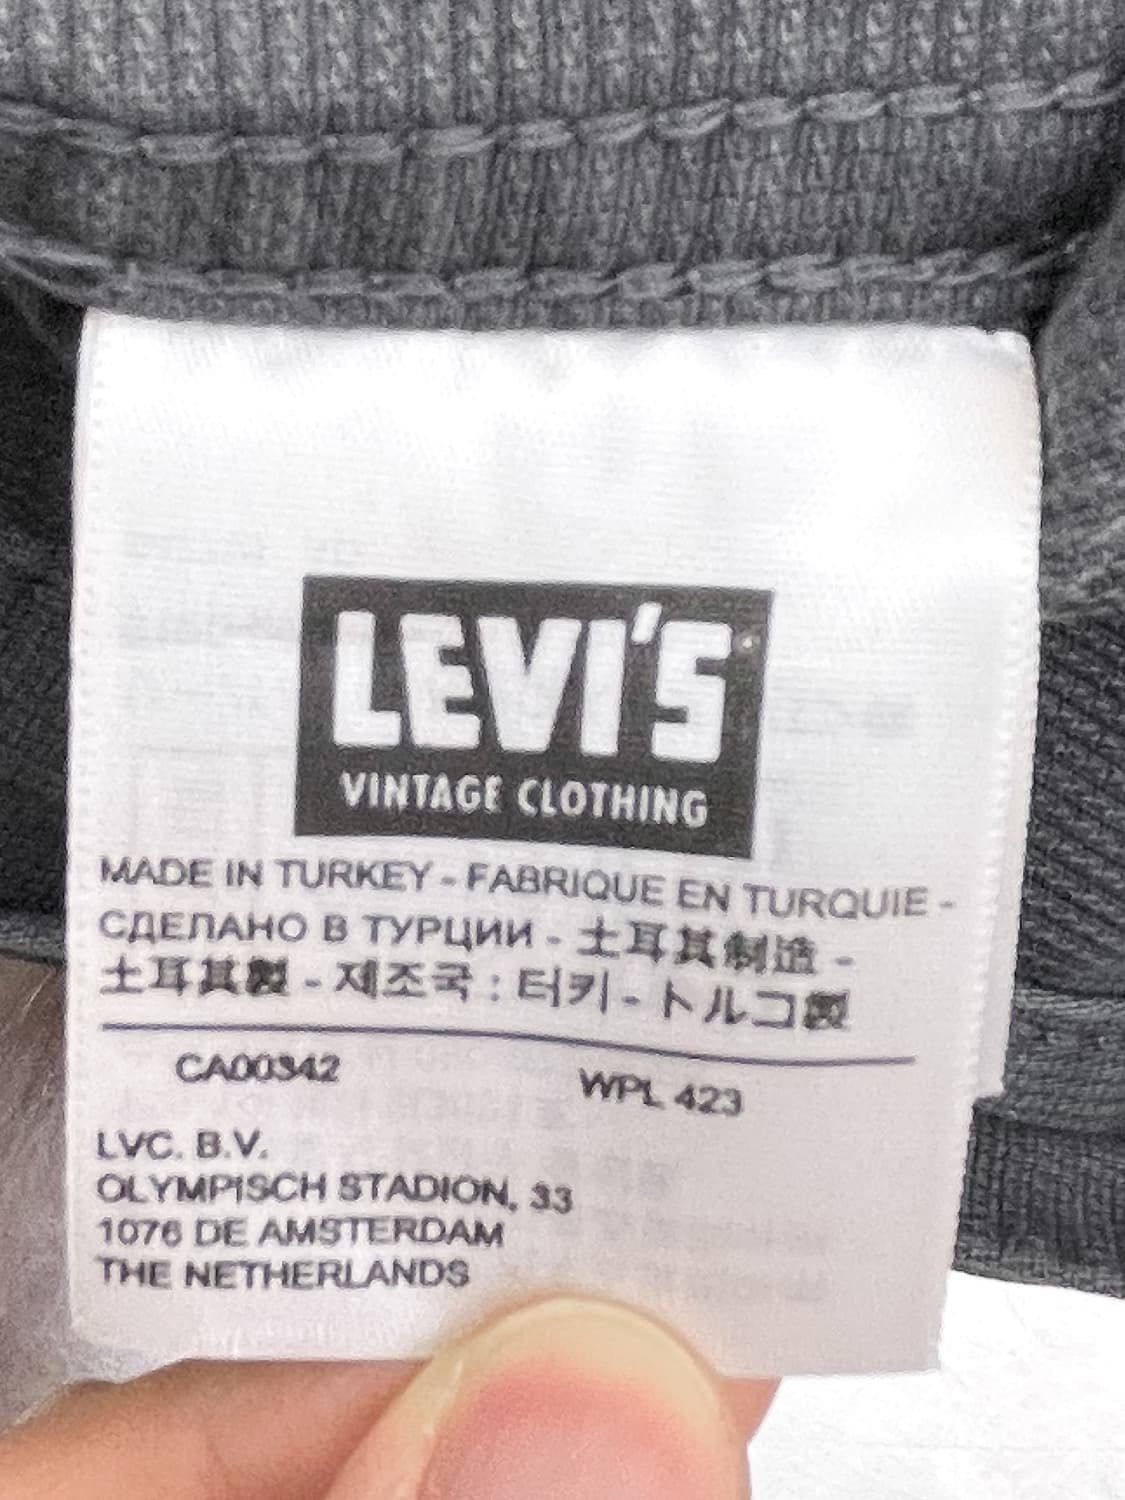 LEVI'S
VINTAGE CLOTHING
MADE IN TURKEY - FABRIQUE EN TURQUIE -
СДЕЛАНО В ТУРЦИИ - 土耳其制造 -
土耳其製 - 제조국 : 터키 - トルコ製
CA00342 WPL 423
LVC. B.V.
OLYMPISCH STADION, 33
1076 DE AMSTERDAM
THE NETHERLANDS